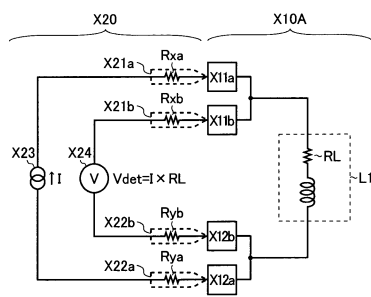 X20 X10A
X21a Rxa X11a
X21b Rxb X11b
X23 X24
I V Vdet=I×RL RL L1
X22b Ryb X12b
X22a Rya X12a